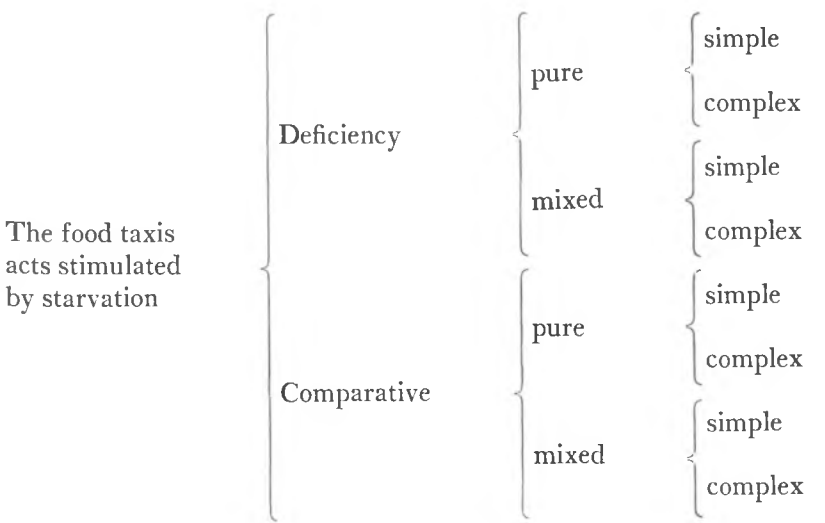 simple
pure
complex
Deficiency
simple
mixed
complex
The food taxis
acts stimulated
by starvation
simple
pure
complex
Comparative
simple
mixed
complex